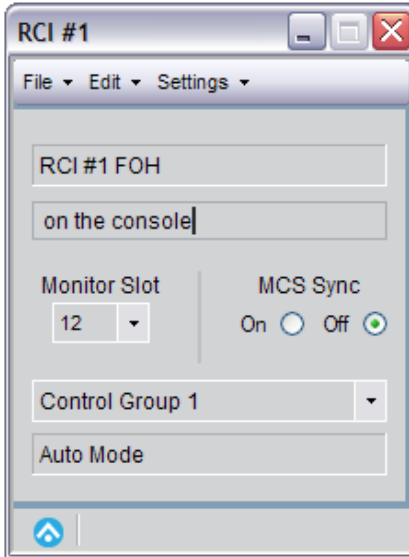 RCI #1
File Edit Settings
RCI #1 FOH
on the console
Monitor Slot MCS Sync
12 On Off
Control Group 1
Auto Mode